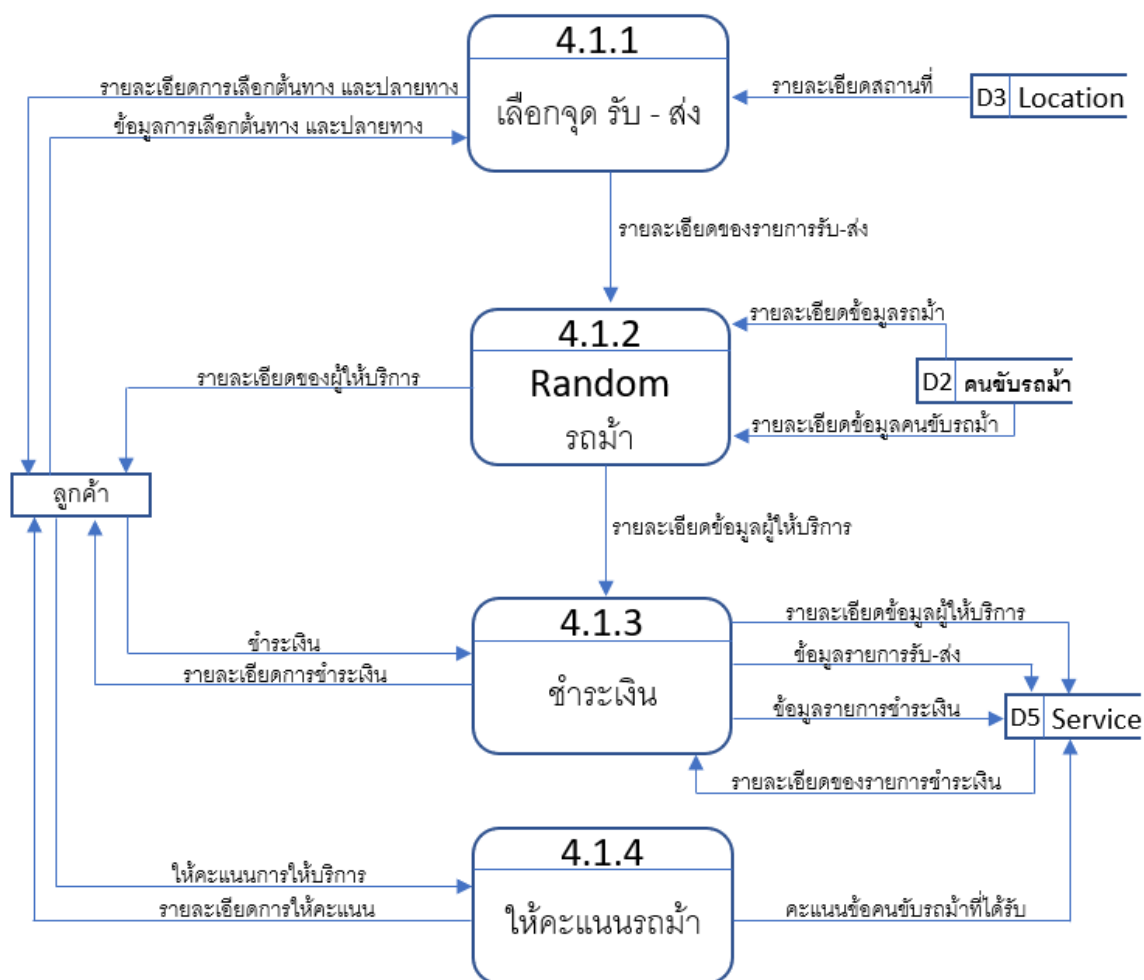 4.1.1
รายละเอียดการเลือกต้นทาง และปลายทาง
รายละเอียดสถานที่
D3 Location
เลือกจุด รับ - ส่ง
ข้อมูลการเลือกต้นทาง และปลายทาง
รายละเอียดของรายการรับ-ส่ง
รายละเอียดข้อมูลรถม้า
4.1.2
รายละเอียดของผู้ให้บริการ
Random
รถม้า
D2 คนขับรถม้า
รายละเอียดข้อมูลคนขับรถม้า
ลูกค้า
รายละเอียดข้อมูลผู้ให้บริการ
4.1.3
รายละเอียดข้อมูลผู้ให้บริการ
ชำระเงิน
ข้อมูลรายการรับ-ส่ง
รายละเอียดการชำระเงิน
ชำระเงิน
ข้อมูลรายการชำระเงิน
D5 Service
รายละเอียดของรายการชำระเงิน
4.1.4
ให้คะแนนการให้บริการ
รายละเอียดการให้คะแนน
ให้คะแนนรถม้า
คะแนนข้อคนขับรถม้าที่ได้รับ